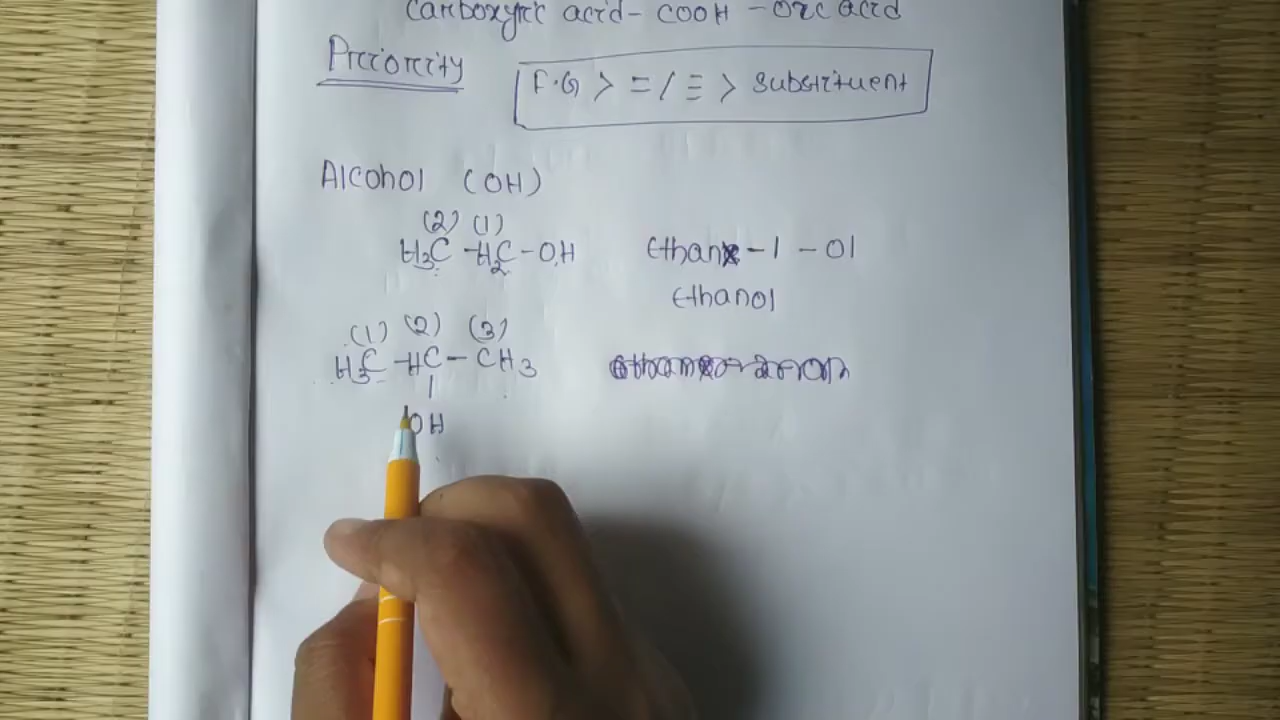 Carboxylic acid - COOH - oic acid
Priority
F.G > = / ≡ > Substituent
Alcohol (OH)
(2) (1)
H3C - H2C - OH
Ethan - 1 - ol
Ethanol
(1) (2) (3)
H3C - HC - CH3
OH